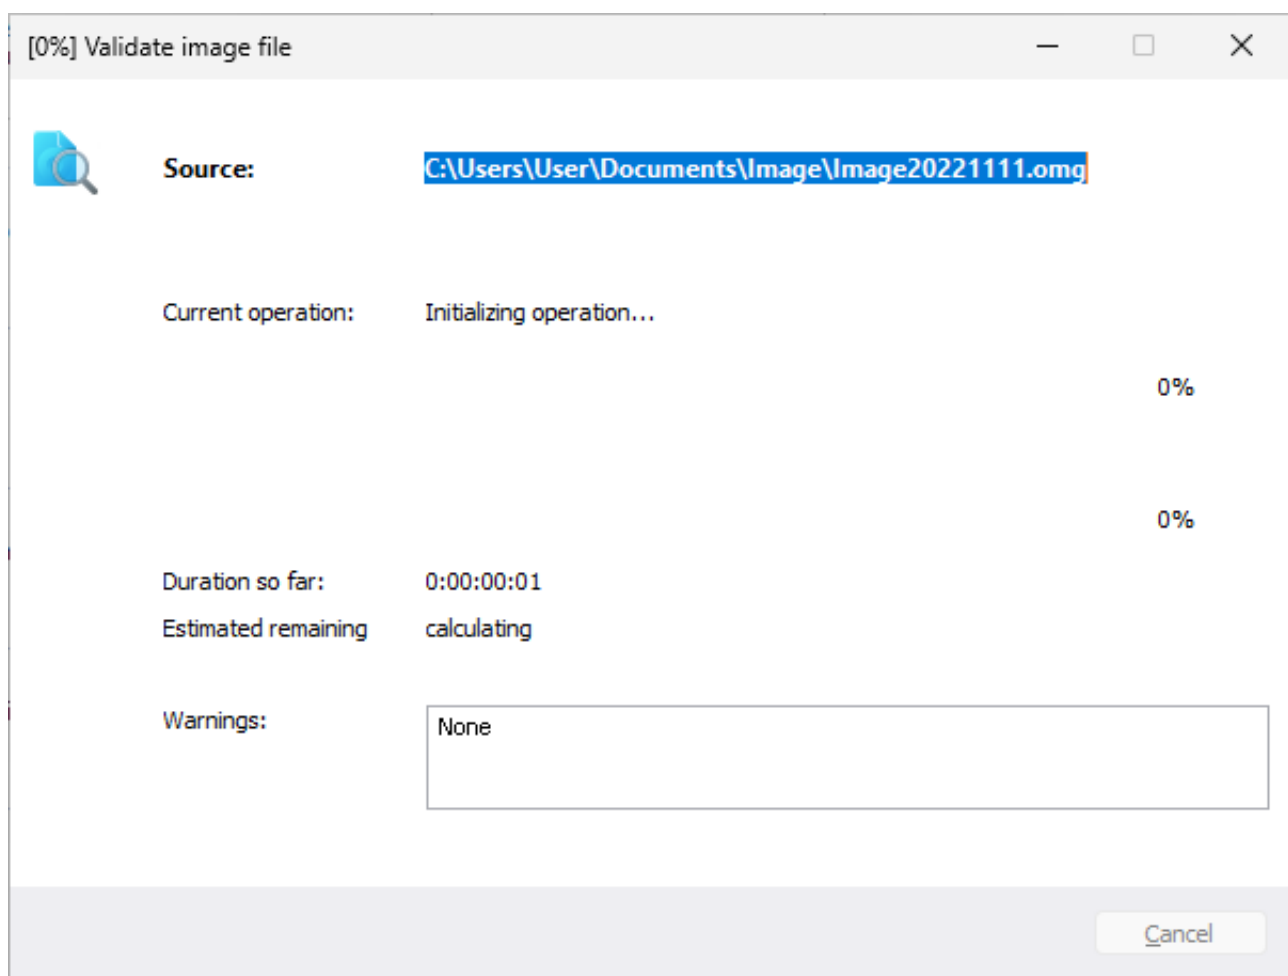 [0%] Validate image file
Source: C:\Users\User\Documents\Image\Image20221111.omg
Current operation: Initializing operation...
0%
0%
Duration so far: 0:00:00:01
Estimated remaining calculating
Warnings: None
Cancel